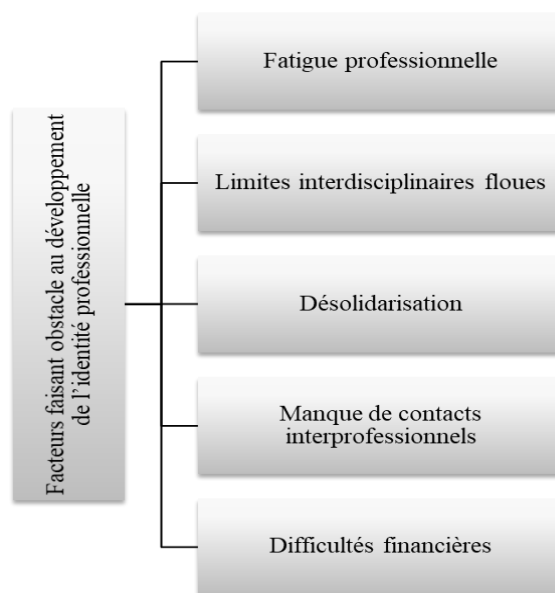 Facteurs faisant obstacle au développement
de l'identité professionnelle
Fatigue professionnelle
Limites interdisciplinaires floues
Désolidarisation
Manque de contacts
interprofessionnels
Difficultés financières